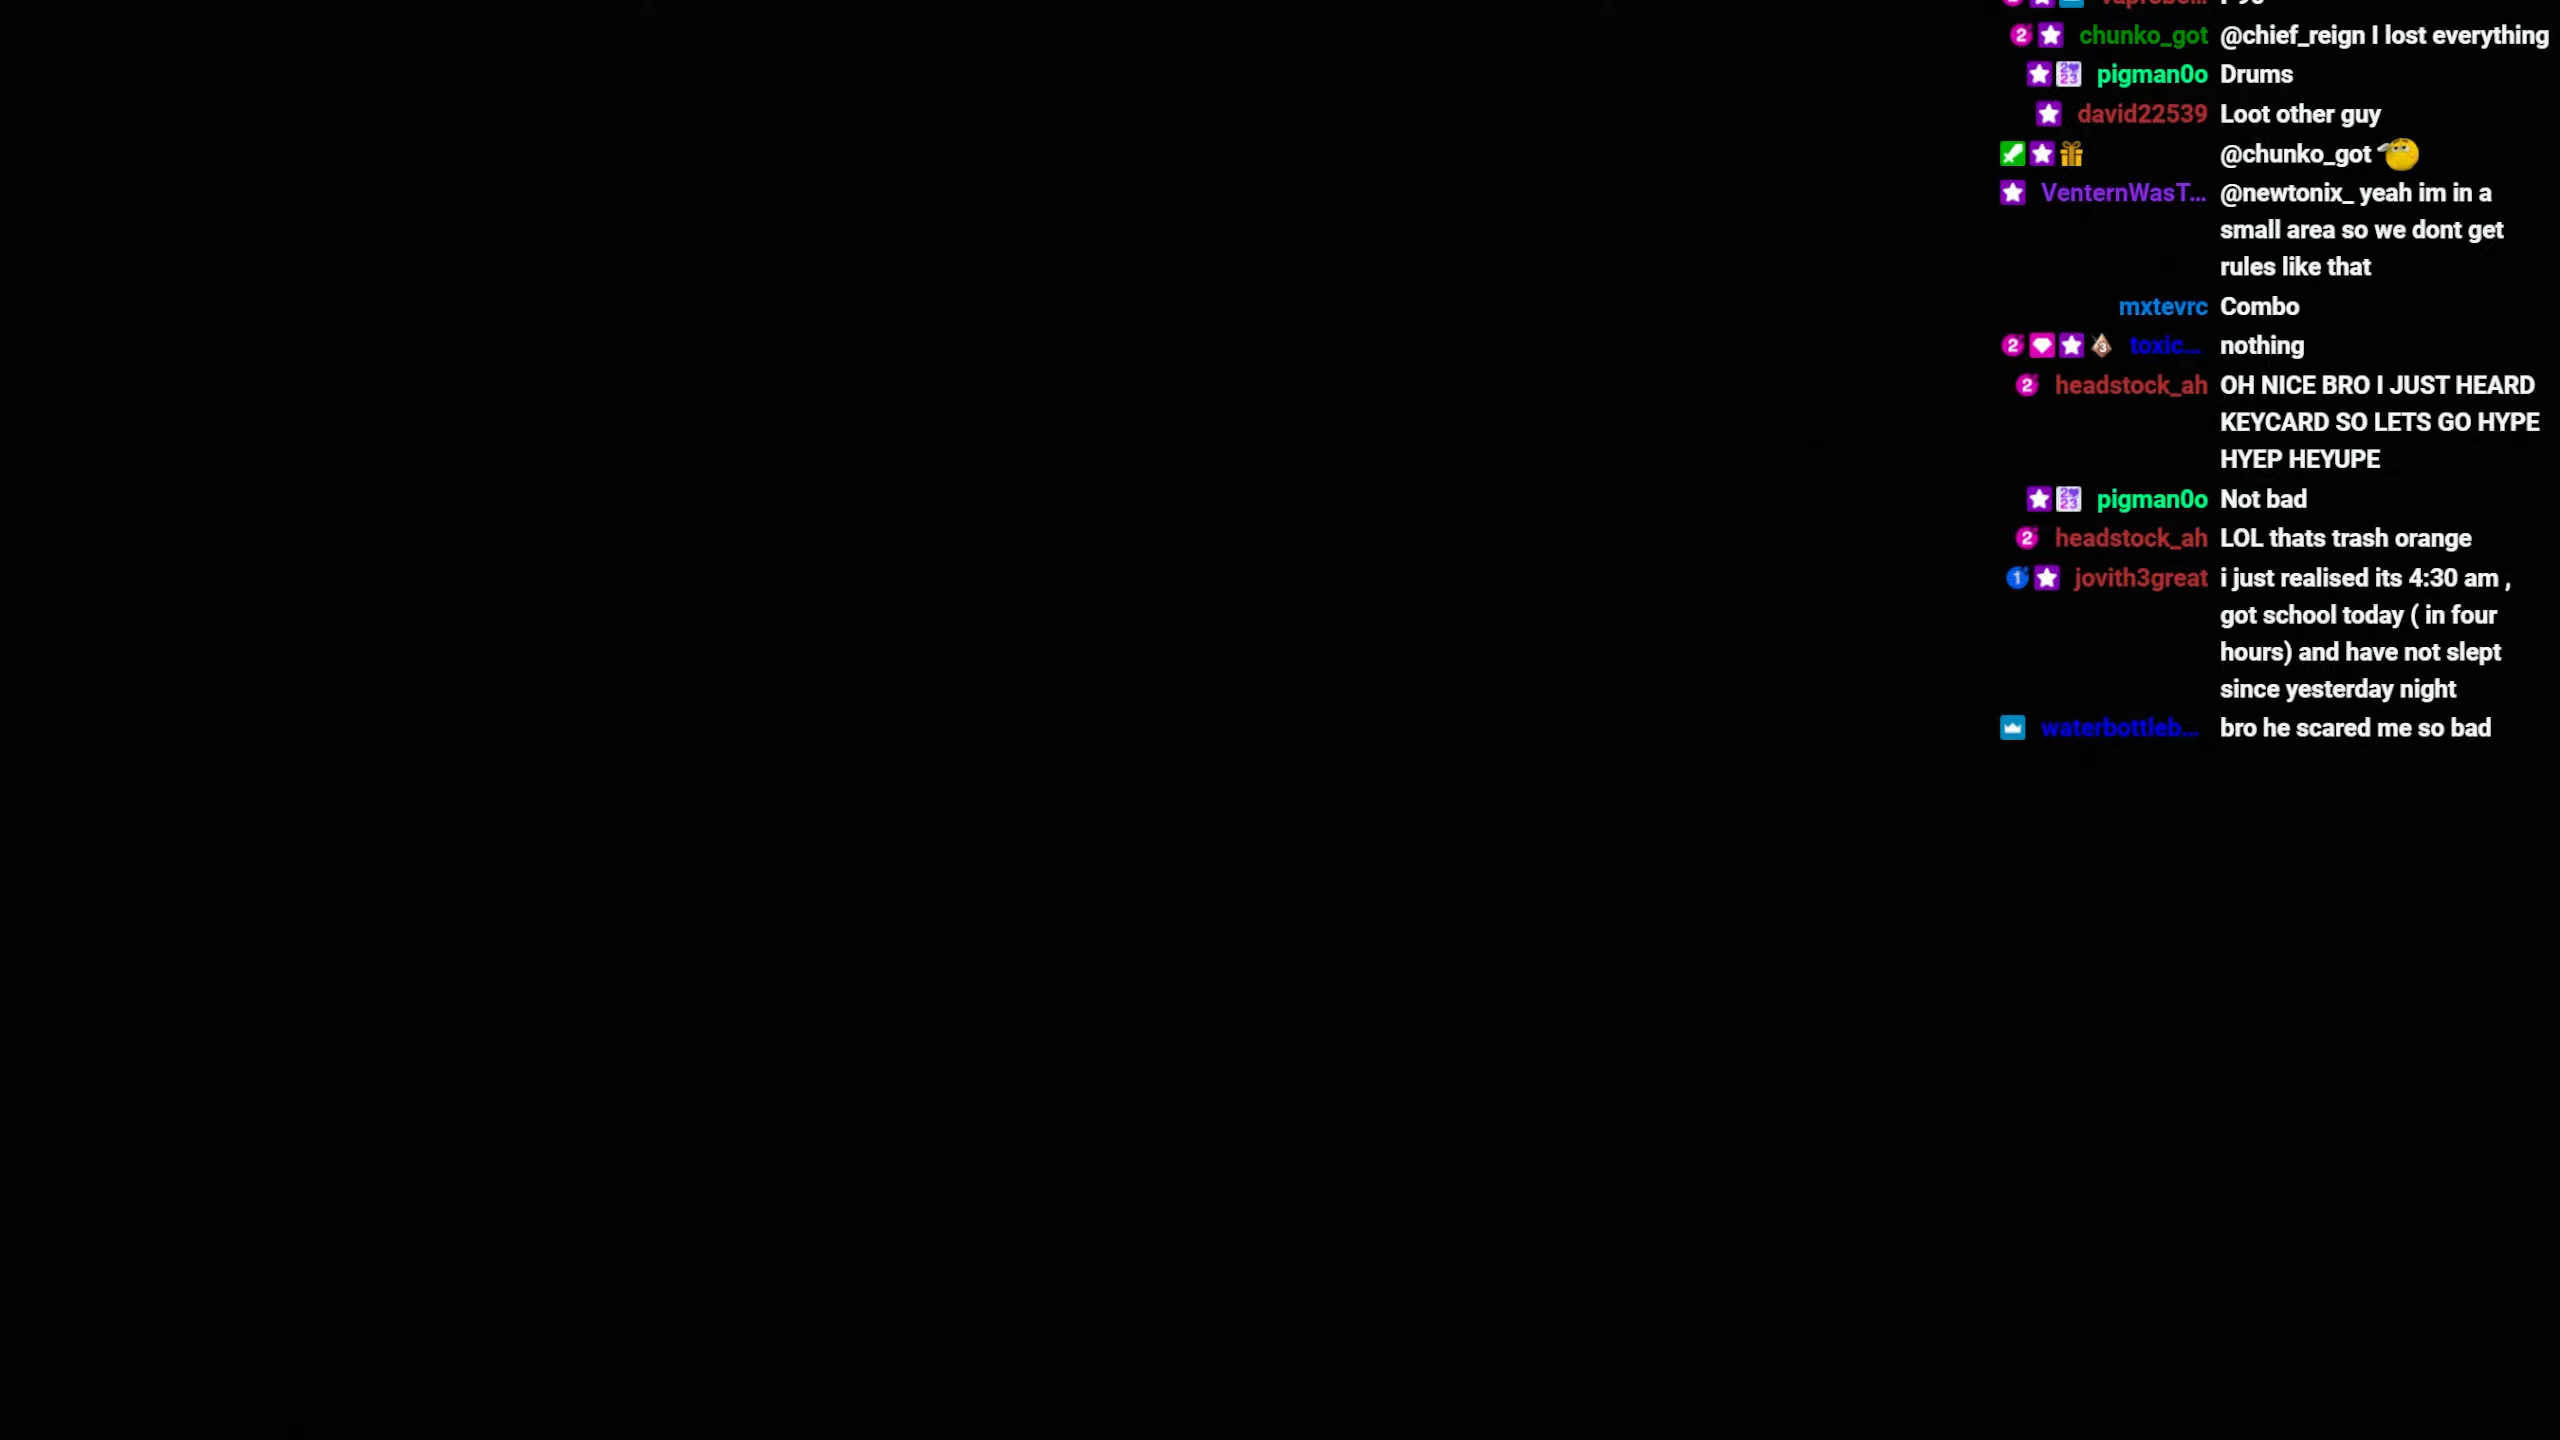 chunko_got @chief_reign I lost everything
pigman0o Drums
david22539 Loot other guy
@chunko_got
VenternWasT... @newtonix_ yeah im in a
small area so we dont get
rules like that
mxtevrc Combo
toxic... nothing
headstock_ah OH NICE BRO I JUST HEARD
KEYCARD SO LETS GO HYPE
HYEP HEYUPE
pigman0o Not bad
headstock_ah LOL thats trash orange
jovith3great i just realised its 4:30 am ,
got school today ( in four
hours) and have not slept
since yesterday night
waterbottleb... bro he scared me so bad